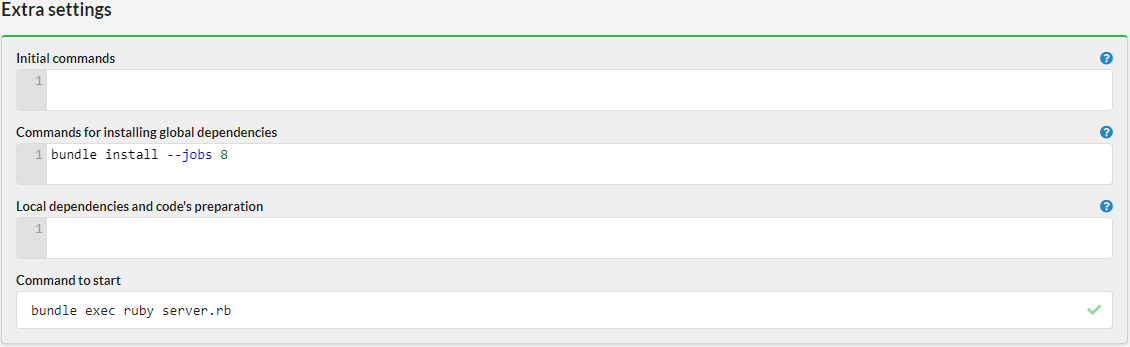 Extra settings
Initial commands
1
Commands for installing global dependencies
1 bundle install --jobs 8
Local dependencies and code's preparation
1
Command to start
bundle exec ruby server.rb